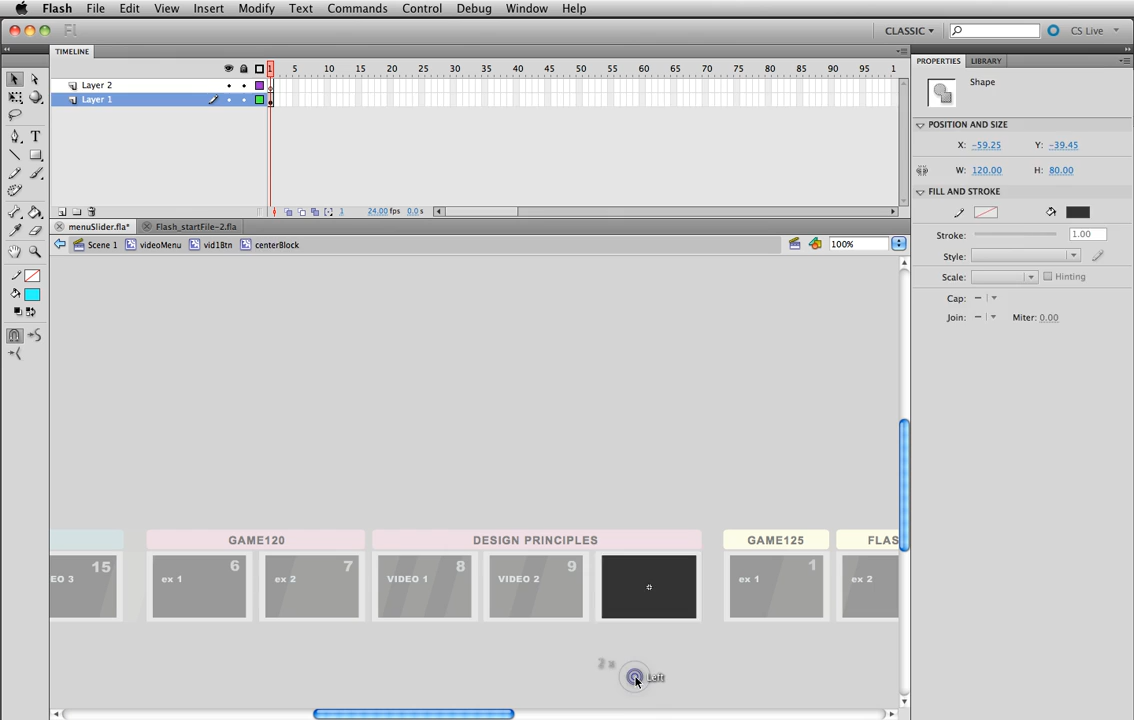 Flash File Edit View Insert Modify Text Commands Control Debug Window Help
Fl CLASSIC CS Live
TIMELINE
1 5 10 15 20 25 30 35 40 45 50 55 60 65 70 75 80 85 90 95 1
Layer 2
Layer 1
1 24.00 fps 0.0 s
menuSlider.fla* Flash_startFile-2.fla
Scene 1 videoMenu vid1Btn centerBlock 100%
PROPERTIES LIBRARY
Shape
POSITION AND SIZE
X: -59.25 Y: -39.45
W: 120.00 H: 80.00
FILL AND STROKE
Stroke: 1.00
Style:
Scale: Hinting
Cap: –
Join: – Miter: 0.00
GAME120 DESIGN PRINCIPLES GAME125 FLAS
EO 3 15 ex 1 6 ex 2 7 VIDEO 1 8 VIDEO 2 9 ex 1 1 ex 2
2 x Left